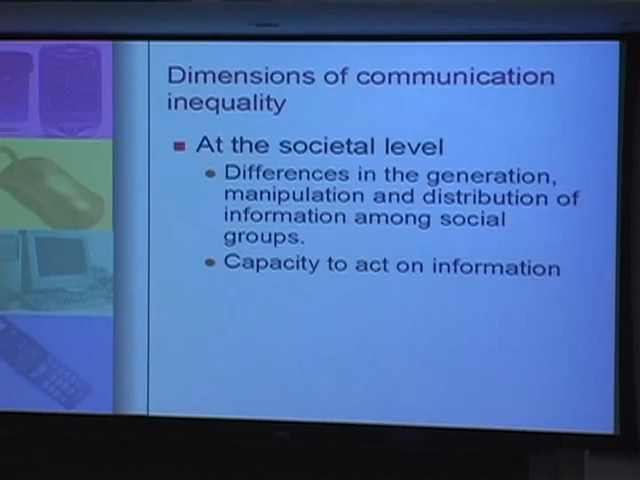 Dimensions of communication
inequality
At the societal level
Differences in the generation,
manipulation and distribution of
information among social
groups.
Capacity to act on information